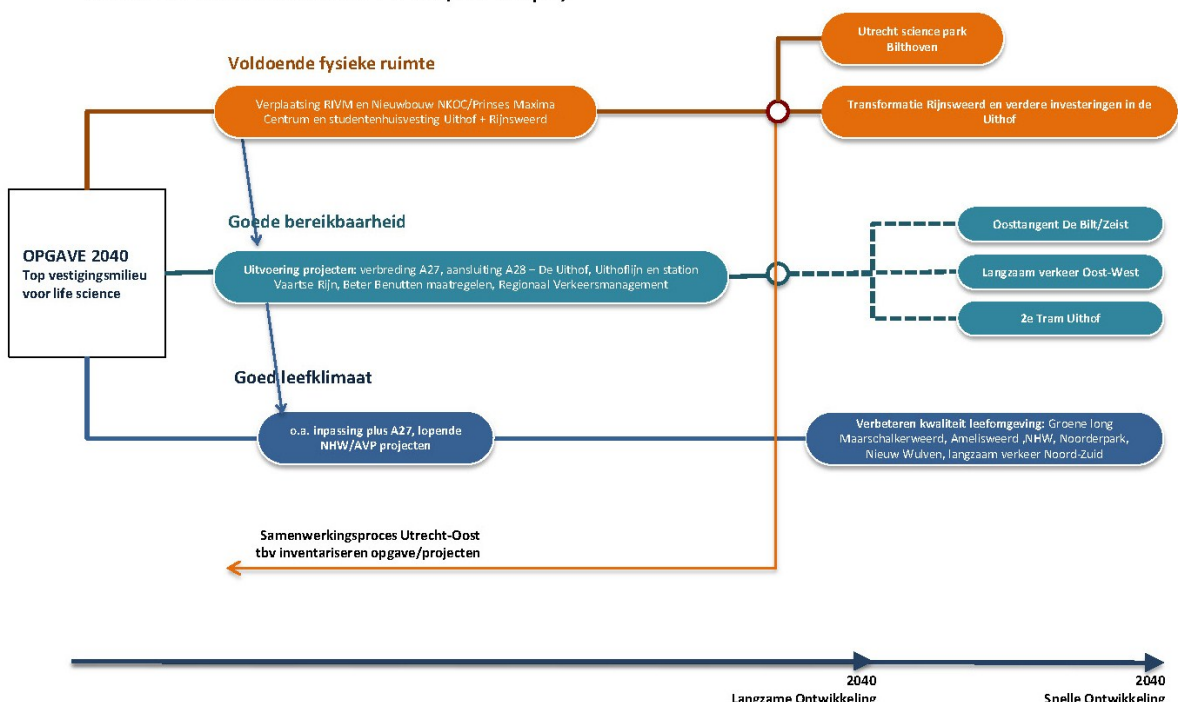 Utrecht science park
Bilthoven
Voldoende fysieke ruimte
Verplaatsing RIVM en Nieuwbouw NKOC/Prinses Maxima
Centrum en studentenhuisvesting Uithof + Rijnsweerd
Transformatie Rijnsweerd en verdere investeringen in de
Uithof
OPGAVE 2040
Top vestigingsmilieu
voor life science
Goede bereikbaarheid
Uitvoering projecten: verbreding A27, aansluiting A28 – De Uithof, Uithoflijn en station
Vaartse Rijn, Beter Benutten maatregelen, Regionaal Verkeersmanagement
Oosttangent De Bilt/Zeist
Langzaam verkeer Oost-West
2e Tram Uithof
Goed leefklimaat
o.a. inpassing plus A27, lopende
NHW/AVP projecten
Verbeteren kwaliteit leefomgeving: Groene long
Maarschalkerweerd, Amelisweerd ,NHW, Noorderpark,
Nieuw Wulven, langzaam verkeer Noord-Zuid
Samenwerkingsproces Utrecht-Oost
tbv inventariseren opgave/projecten
2040
Langzame Ontwikkeling
2040
Snelle Ontwikkeling